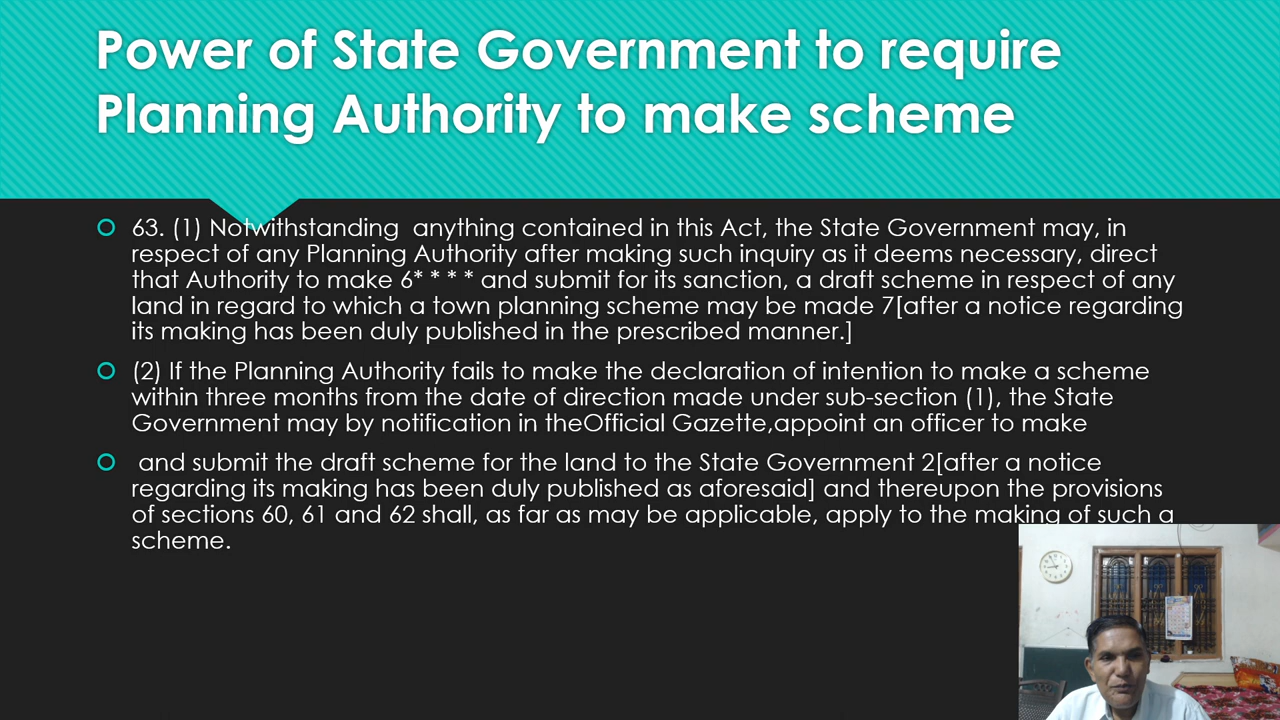 Power of State Government to require
Planning Authority to make scheme
63. (1) Notwithstanding  anything contained in this Act, the State Government may, in
respect of any Planning Authority after making such inquiry as it deems necessary, direct
that Authority to make 6* * * * and submit for its sanction, a draft scheme in respect of any
land in regard to which a town planning scheme may be made 7[after a notice regarding
its making has been duly published in the prescribed manner.]
(2) If the Planning Authority fails to make the declaration of intention to make a scheme
within three months from the date of direction made under sub-section (1), the State
Government may by notification in theOfficial Gazette,appoint an officer to make
and submit the draft scheme for the land to the State Government 2[after a notice
regarding its making has been duly published as aforesaid] and thereupon the provisions
of sections 60, 61 and 62 shall, as far as may be applicable, apply to the making of such a
scheme.